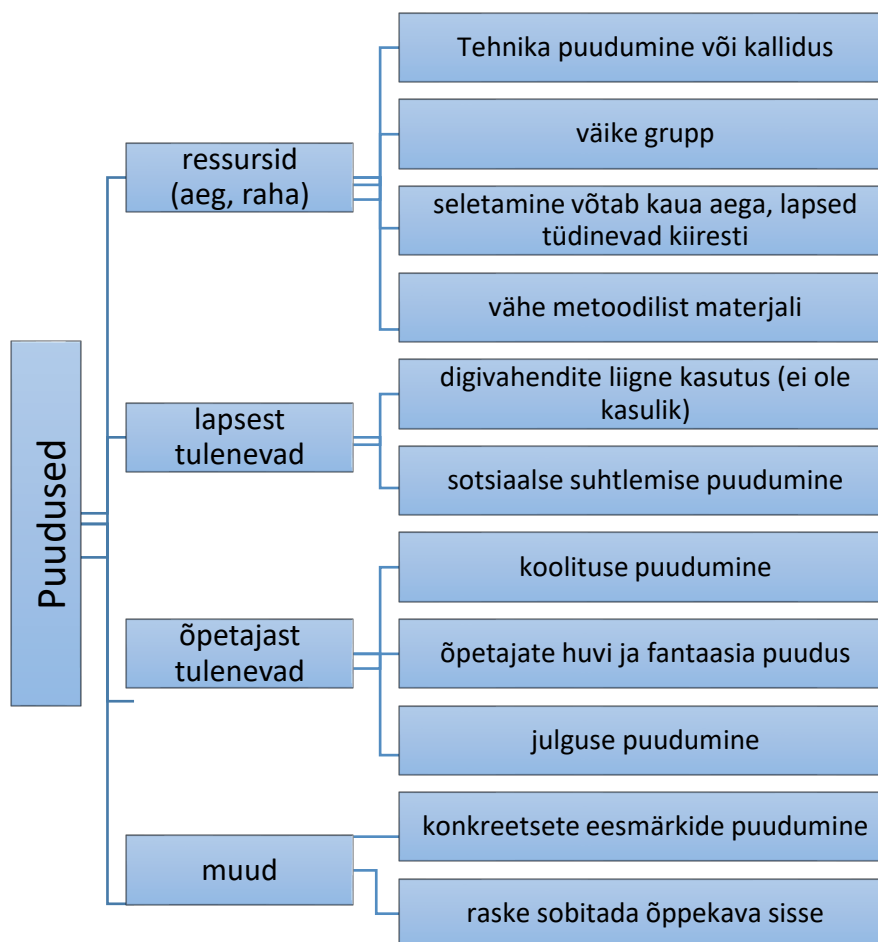 Puudused
ressursid
(aeg, raha)
Tehnika puudumine või kallidus
väike grupp
seletamine võtab kaua aega, lapsed
tüdinevad kiiresti
vähe metoodilist materjali
lapsest
tulenevad
digivahendite liigne kasutus (ei ole
kasulik)
sotsiaalse suhtlemise puudumine
õpetajast
tulenevad
koolituse puudumine
õpetajate huvi ja fantaasia puudus
julguse puudumine
muud
konkreetsete eesmärkide puudumine
raske sobitada õppekava sisse